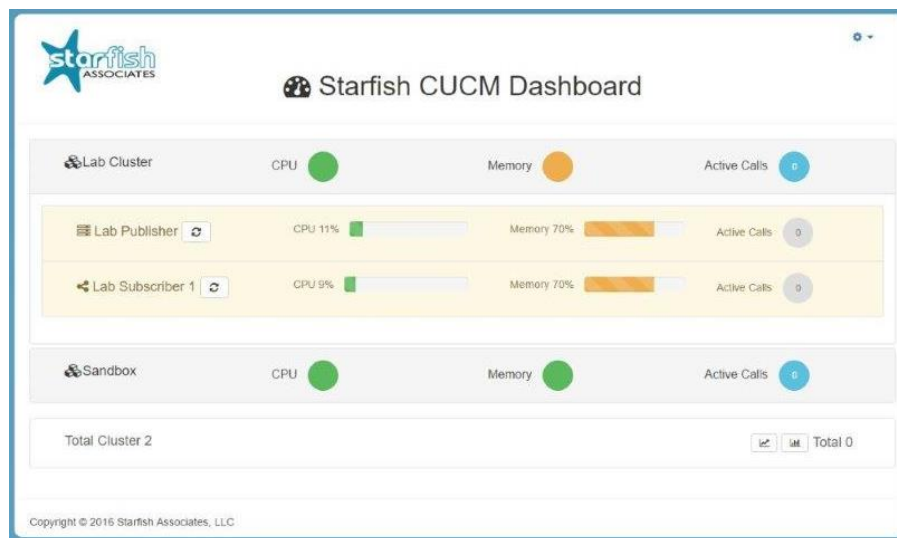 starfish
ASSOCIATES
Starfish CUCM Dashboard
Lab Cluster CPU Memory Active Calls 0
Lab Publisher CPU 11% Memory 70% Active Calls 0
Lab Subscriber 1 CPU 9% Memory 70% Active Calls 0
Sandbox CPU Memory Active Calls 0
Total Cluster 2 Total 0
Copyright © 2016 Starfish Associates, LLC